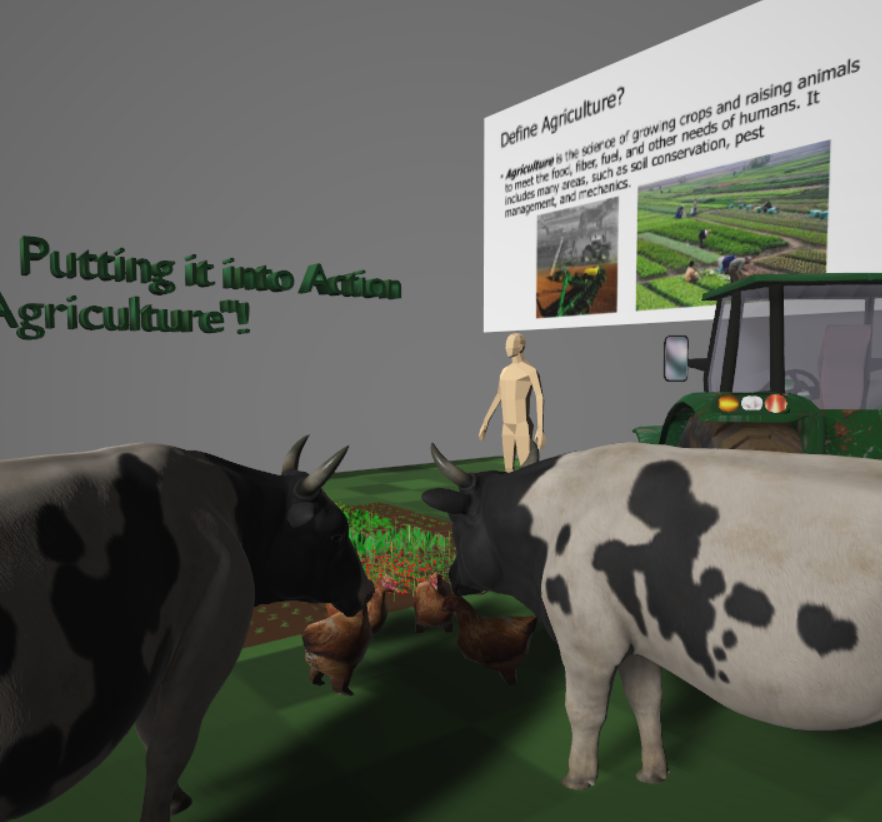 Define Agriculture?
• Agriculture is the science of growing crops and raising animals
to meet the food, fiber, fuel, and other needs of humans. It
includes many areas, such as soil conservation, pest
management, and mechanics.
Putting it into Action
Agriculture"!